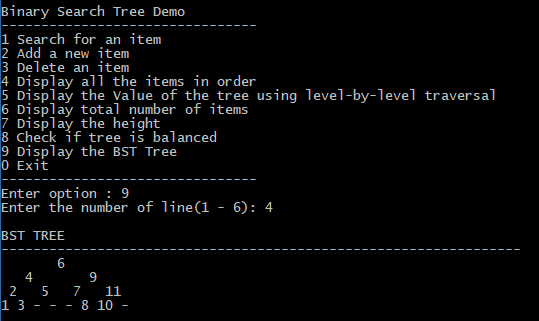 Binary Search Tree Demo
--------------------------------
1 Search for an item
2 Add a new item
3 Delete an item
4 Display all the items in order
5 Display the Value of the tree using level-by-level traversal
6 Display total number of items
7 Display the height
8 Check if tree is balanced
9 Display the BST Tree
0 Exit
--------------------------------
Enter option : 9
Enter the number of line(1 - 6): 4
BST TREE
-----------------------------------------------------------------
6
4 9
2 5 7 11
1 3 - - - 8 10 -